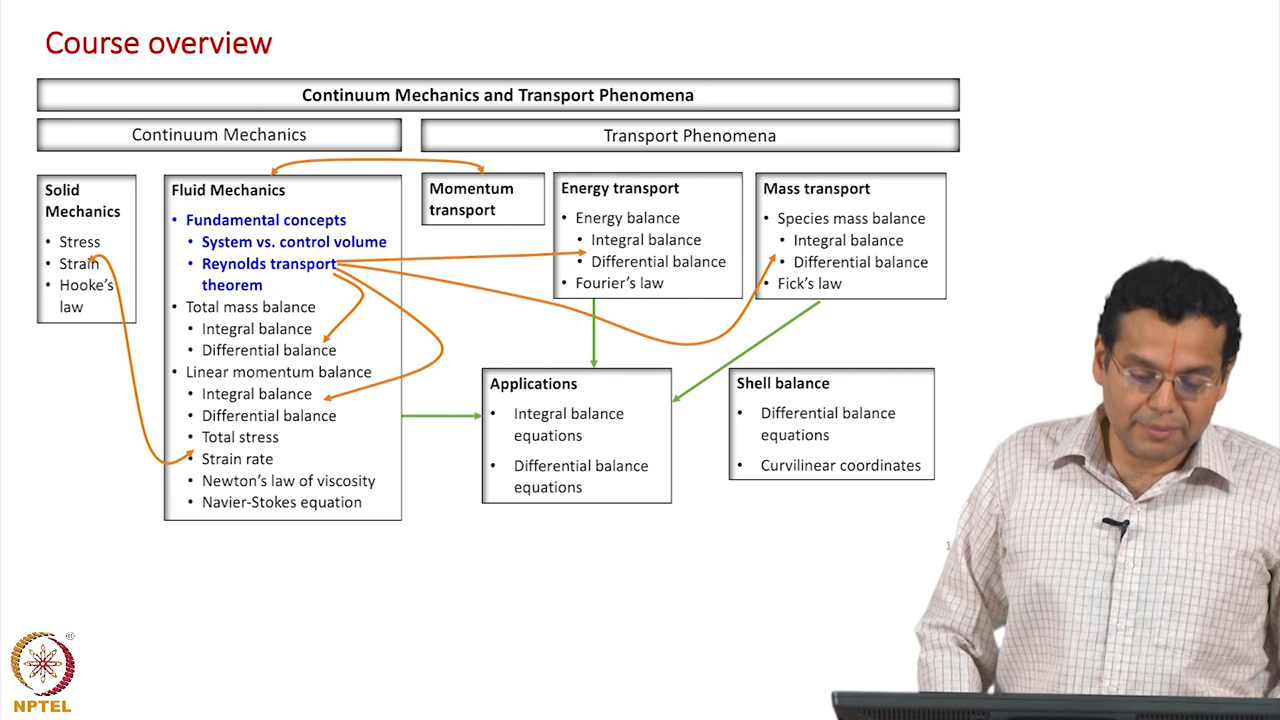 Course overview
Continuum Mechanics and Transport Phenomena
Continuum Mechanics
Transport Phenomena
Solid
Mechanics
• Stress
• Strain
• Hooke's
law
Fluid Mechanics
• Fundamental concepts
• System vs. control volume
• Reynolds transport
theorem
• Total mass balance
• Integral balance
• Differential balance
• Linear momentum balance
• Integral balance
• Differential balance
• Total stress
• Strain rate
• Newton's law of viscosity
• Navier-Stokes equation
Momentum
transport
Energy transport
• Energy balance
• Integral balance
• Differential balance
• Fourier's law
Mass transport
• Species mass balance
• Integral balance
• Differential balance
• Fick's law
Applications
• Integral balance
equations
• Differential balance
equations
Shell balance
• Differential balance
equations
• Curvilinear coordinates
1
®
NPTEL